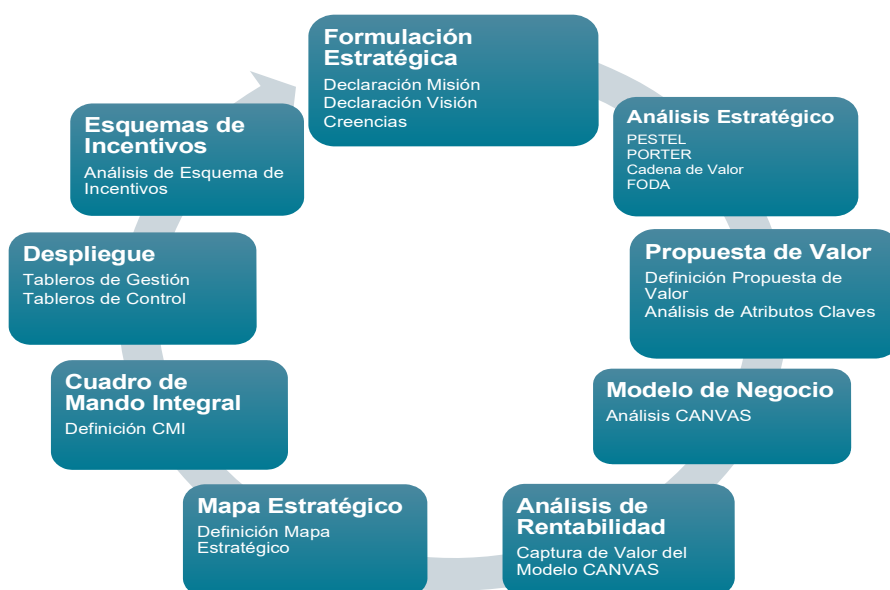 Formulación
Estratégica
Declaración Misión
Declaración Visión
Creencias
Análisis Estratégico
PESTEL
PORTER
Cadena de Valor
FODA
Propuesta de Valor
Definición Propuesta de
Valor
Análisis de Atributos Claves
Modelo de Negocio
Análisis CANVAS
Análisis de
Rentabilidad
Captura de Valor del
Modelo CANVAS
Mapa Estratégico
Definición Mapa
Estratégico
Cuadro de
Mando Integral
Definición CMI
Despliegue
Tableros de Gestión
Tableros de Control
Esquemas de
Incentivos
Análisis de Esquema de
Incentivos